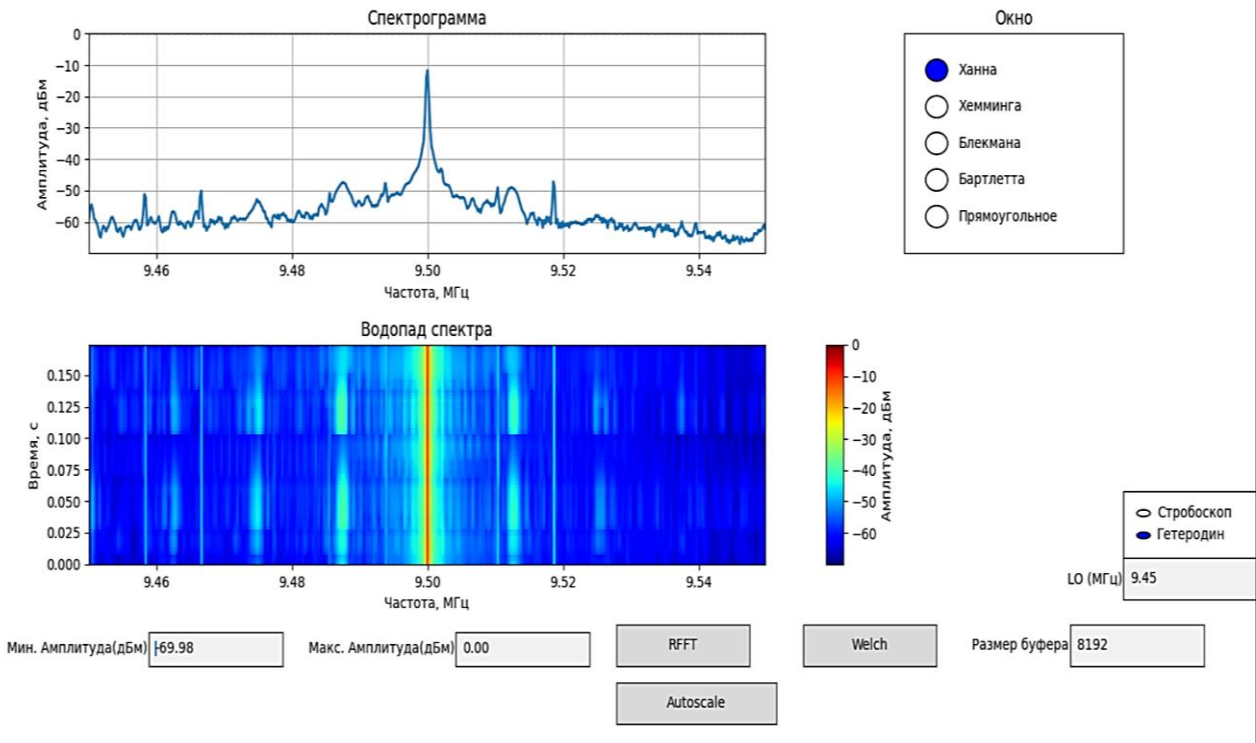 Спектрограмма
Окно
0
−10
−20
−30
−40
−50
−60
Амплитуда, дБм
9.46 9.48 9.50 9.52 9.54
Частота, МГц
Ханна
Хемминга
Блекмана
Бартлетта
Прямоугольное
Водопад спектра
0.150
0.125
0.100
0.075
0.050
0.025
0.000
Время, с
9.46 9.48 9.50 9.52 9.54
Частота, МГц
0
−10
−20
−30
−40
−50
−60
Амплитуда, дБм
Стробоскоп
Гетеродин
LO (МГц) 9.45
Мин. Амплитуда(дБм) -69.98 Макс. Амплитуда(дБм) 0.00 RFFT Welch Размер буфера 8192
Autoscale